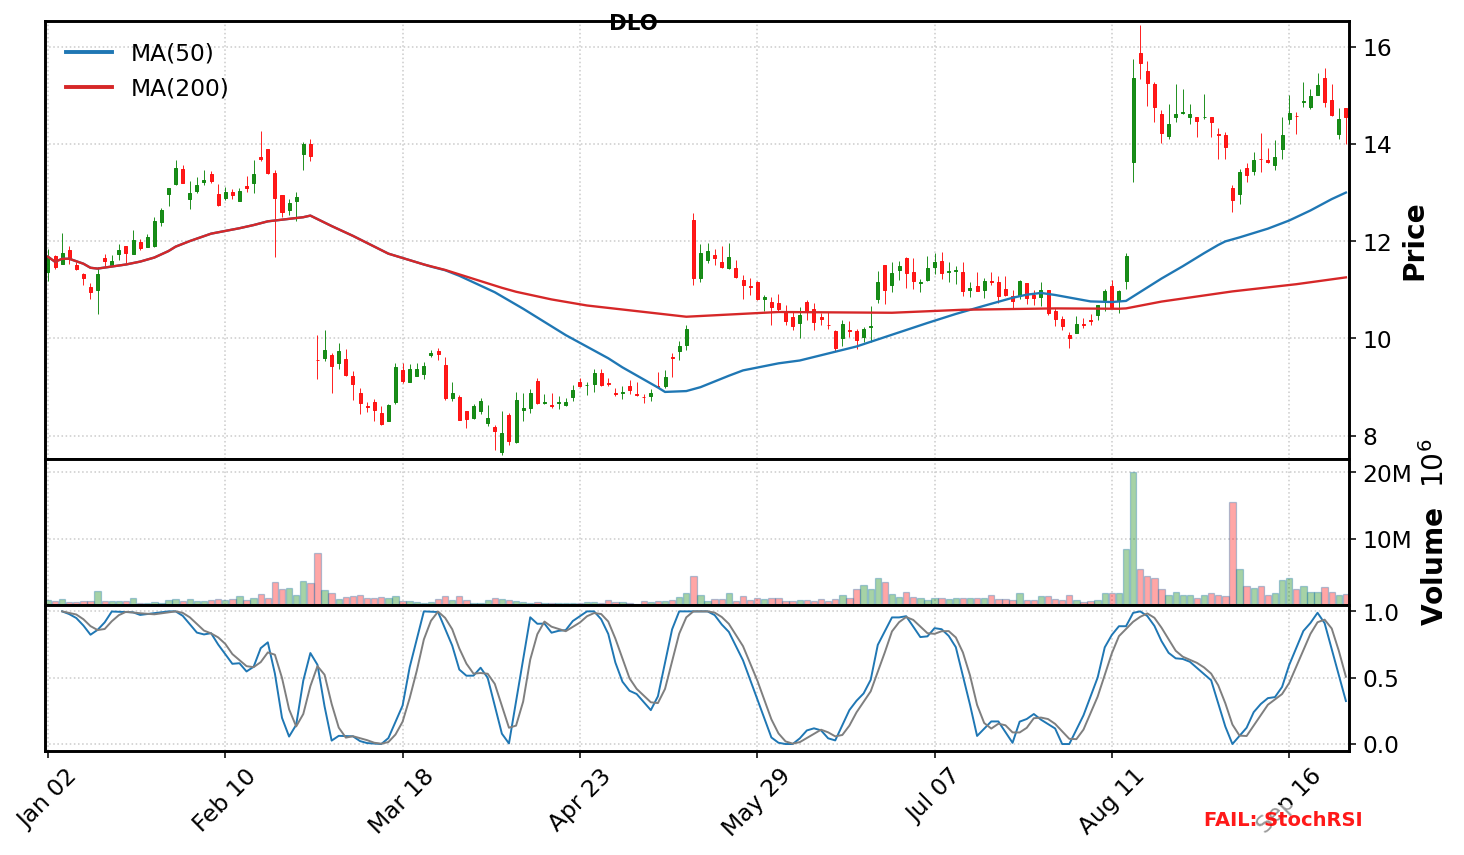 DLO
MA(50)
MA(200)
16
14
12
10
8
Price
20M
10M
Volume 10^6
1.0
0.5
0.0
Jan 02
Feb 10
Mar 18
Apr 23
May 29
Jul 07
Aug 11
Sep 16
FAIL: StochRSI